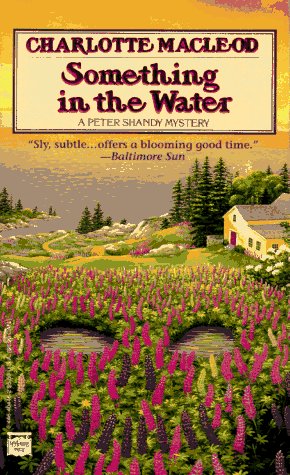 CHARLOTTE MACLEOD
Something
in the Water
A PETER SHANDY MYSTERY
"Sly, subtle...offers a blooming good time."
—Baltimore Sun